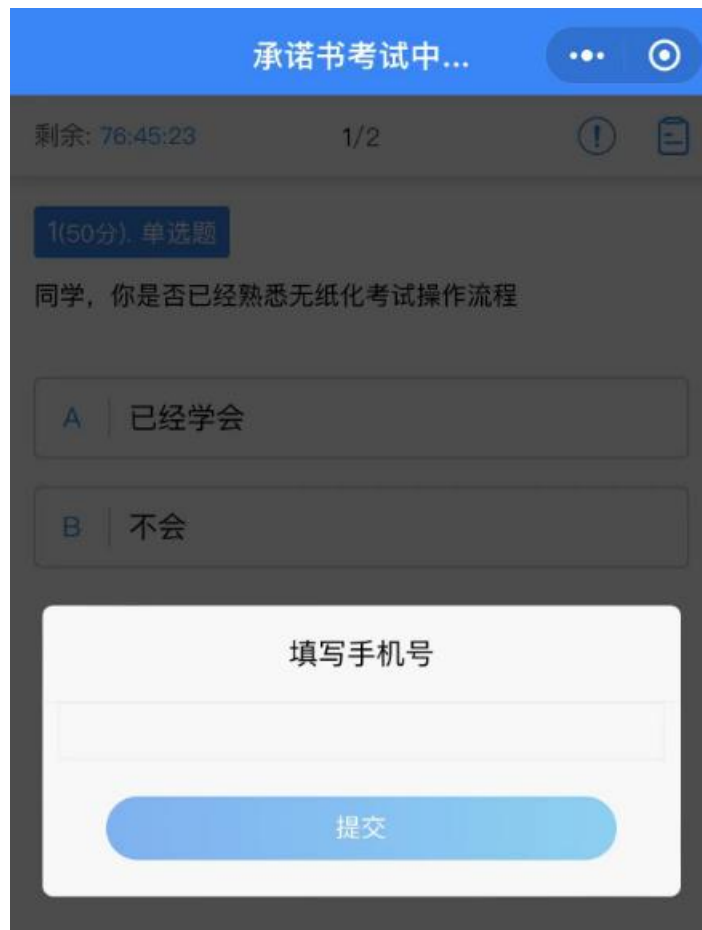 承诺书考试中...
剩余: 76:45:23 1/2
1(50分). 单选题
同学，你是否已经熟悉无纸化考试操作流程
A 已经学会
B 不会
填写手机号
提交